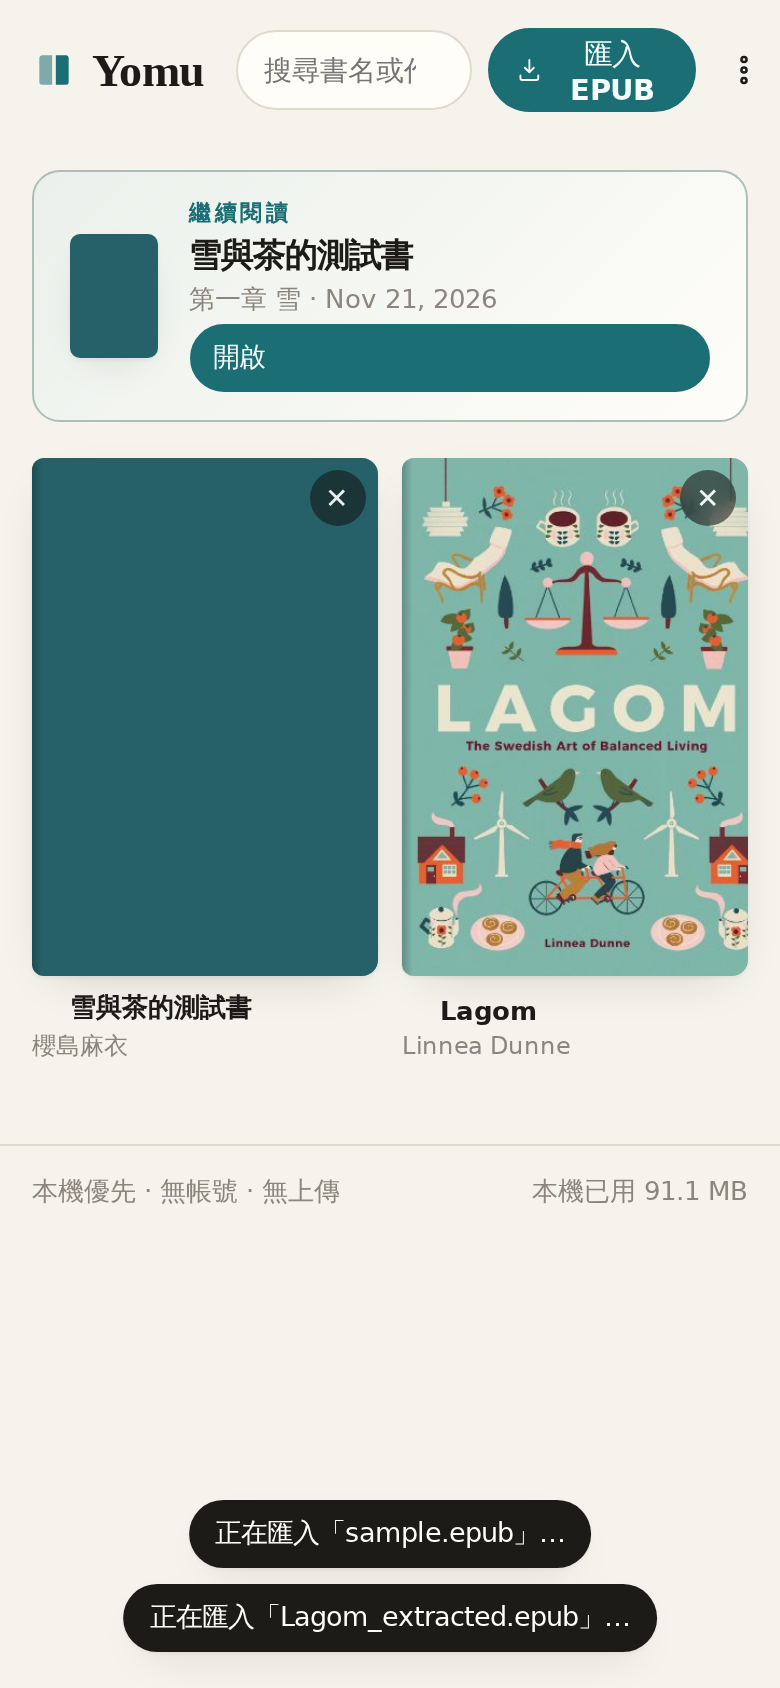 Yomu
搜尋書名或
匯入
EPUB
繼續閱讀
雪與茶的測試書
第一章 雪 · Nov 21, 2026
開啟
LAGOM
The Swedish Art of Balanced Living
Linnea Dunne
雪與茶的測試書
櫻島麻衣
Lagom
Linnea Dunne
本機優先 · 無帳號 · 無上傳
本機已用 91.1 MB
正在匯入「sample.epub」…
正在匯入「Lagom_extracted.epub」…